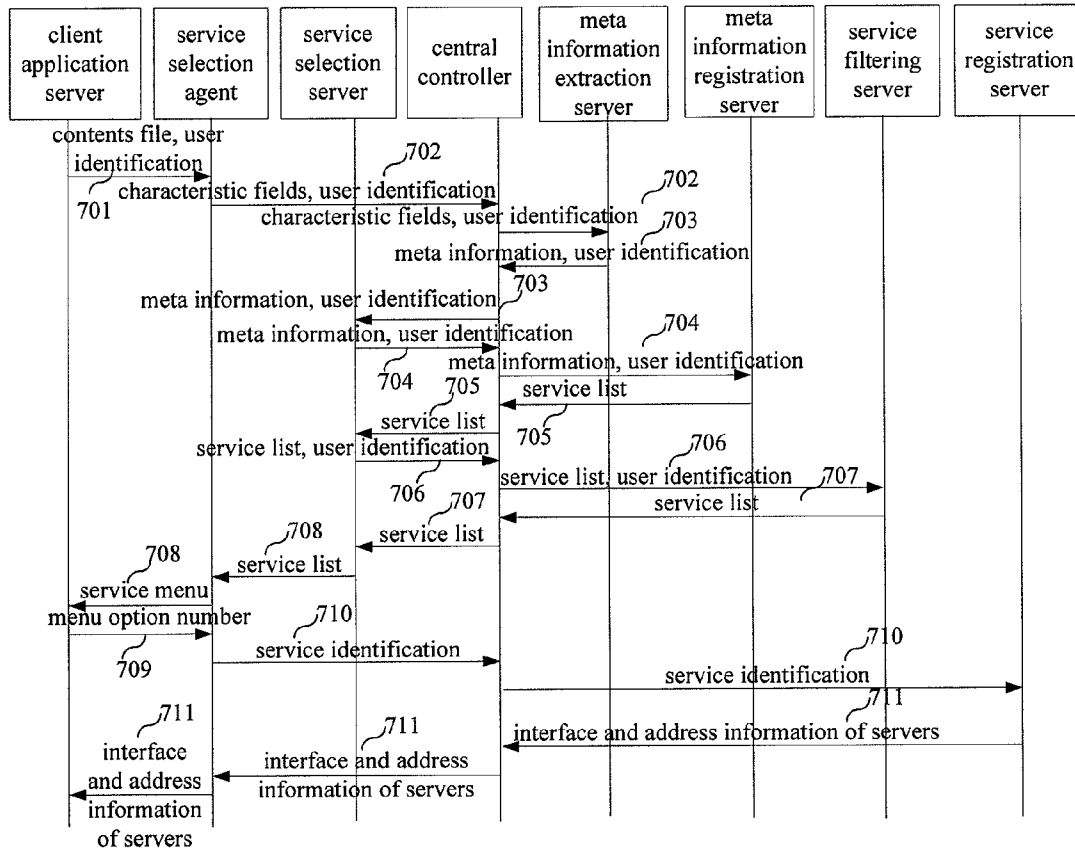 client
application
server
service
selection
agent
service
selection
server
central
controller
meta
information
extraction
server
meta
information
registration
server
service
filtering
server
service
registration
server
contents file, user
identification
701
702
characteristic fields, user identification
702
characteristic fields, user identification
703
meta information, user identification
703
meta information, user identification
meta information, user identification
704
704
meta information, user identification
service list
705
705
service list
service list, user identification
706
706
service list, user identification
707
service list
707
service list
708
service list
708
service menu
menu option number
709
710
service identification
710
service identification
711
interface and address information of servers
711
interface and address
information of servers
711
interface
and address
information
of servers